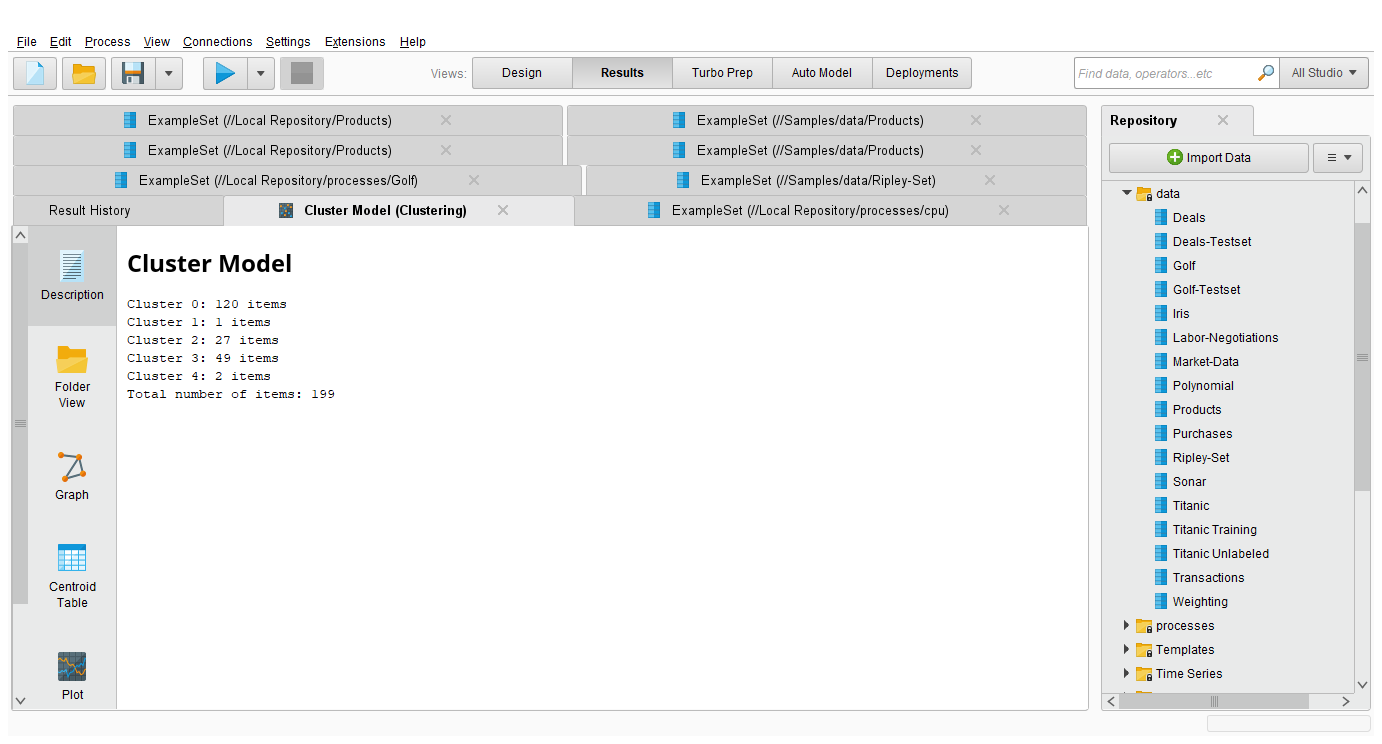 File Edit Process View Connections Settings Extensions Help
Views: Design Results Turbo Prep Auto Model Deployments Find data, operators...etc All Studio
ExampleSet (//Local Repository/Products) ExampleSet (//Samples/data/Products)
ExampleSet (//Local Repository/Products) ExampleSet (//Samples/data/Products)
ExampleSet (//Local Repository/processes/Golf) ExampleSet (//Samples/data/Ripley-Set)
Result History Cluster Model (Clustering) ExampleSet (//Local Repository/processes/cpu)
Description
Folder
View
Graph
Centroid
Table
Plot
Cluster Model
Cluster 0: 120 items
Cluster 1: 1 items
Cluster 2: 27 items
Cluster 3: 49 items
Cluster 4: 2 items
Total number of items: 199
Repository
Import Data
data
Deals
Deals-Testset
Golf
Golf-Testset
Iris
Labor-Negotiations
Market-Data
Polynomial
Products
Purchases
Ripley-Set
Sonar
Titanic
Titanic Training
Titanic Unlabeled
Transactions
Weighting
processes
Templates
Time Series